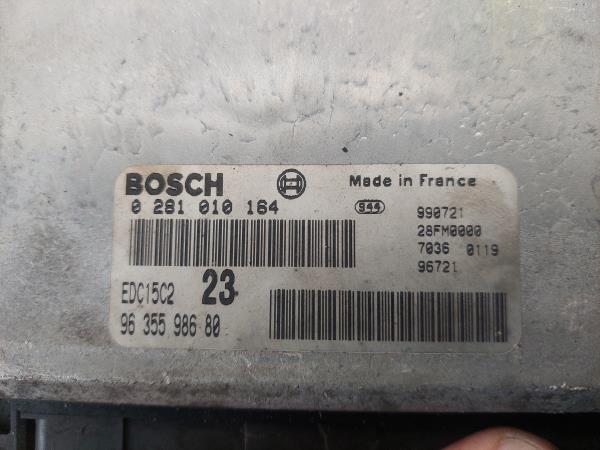 BOSCH Made in France
0 281 010 164 944 990721
28FM0000
7036 0119
96721
EDC15C2 23
96 355 986 80